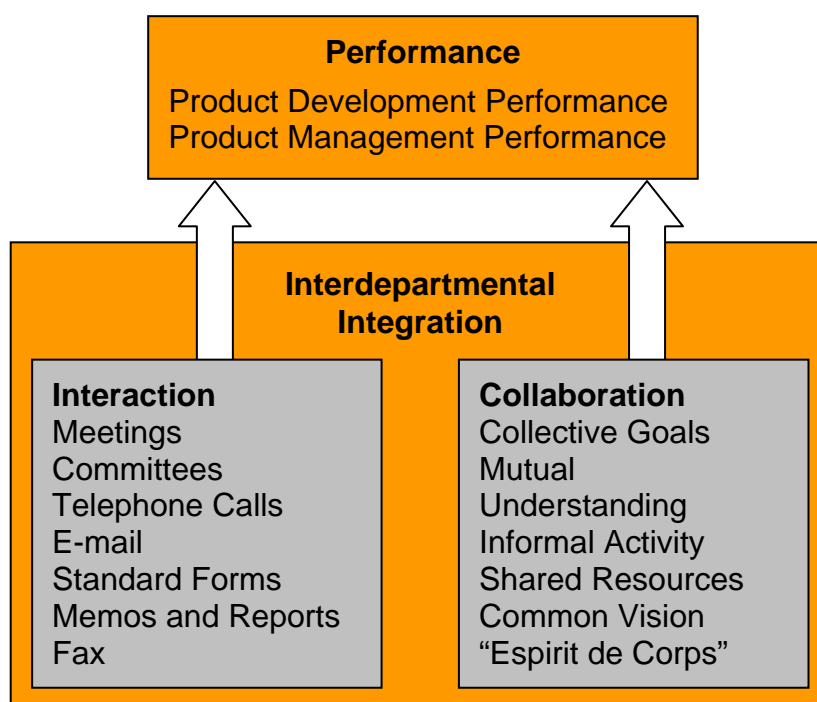 Performance
Product Development Performance
Product Management Performance
Interdepartmental
Integration
Interaction
Meetings
Committees
Telephone Calls
E-mail
Standard Forms
Memos and Reports
Fax
Collaboration
Collective Goals
Mutual
Understanding
Informal Activity
Shared Resources
Common Vision
“Espirit de Corps”